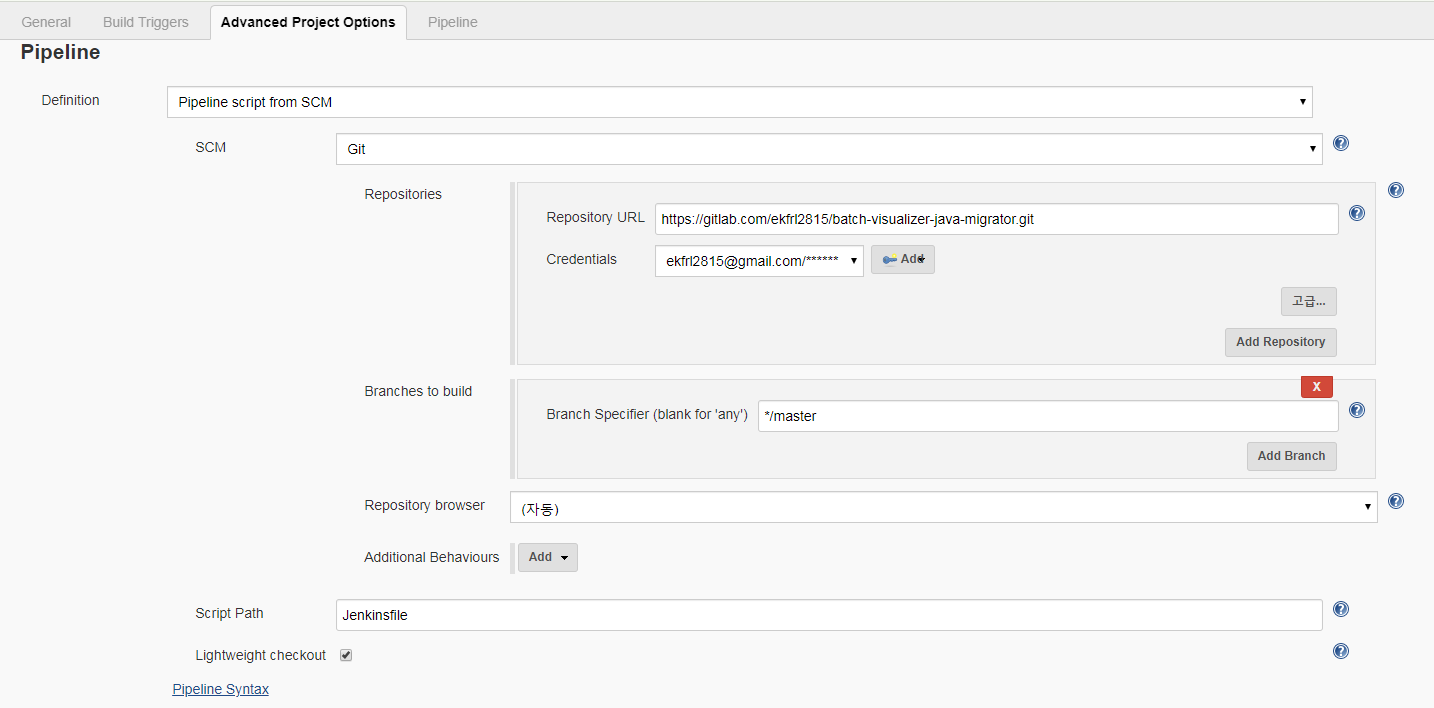 General Build Triggers Advanced Project Options Pipeline
Pipeline
Definition Pipeline script from SCM
SCM Git
Repositories
Repository URL https://gitlab.com/ekfrl2815/batch-visualizer-java-migrator.git
Credentials ekfrl2815@gmail.com/****** Add
고급...
Add Repository
Branches to build X
Branch Specifier (blank for 'any') */master
Add Branch
Repository browser (자동)
Additional Behaviours Add
Script Path Jenkinsfile
Lightweight checkout
Pipeline Syntax